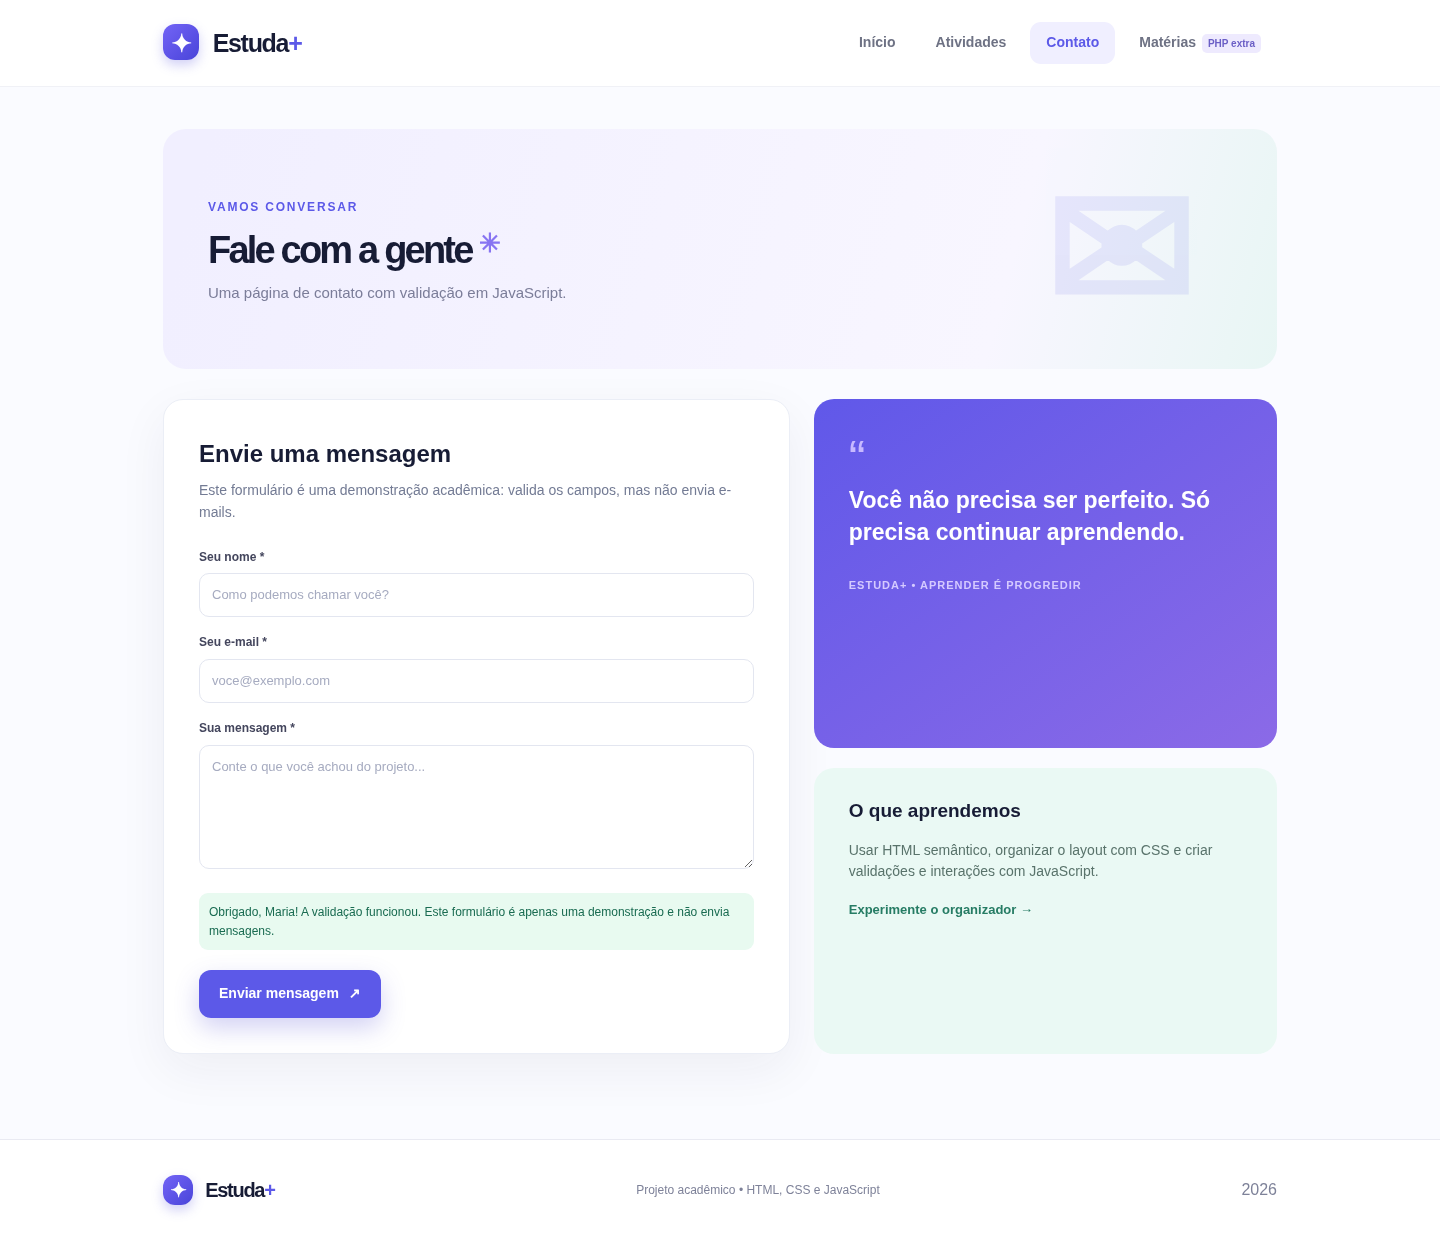 Estuda+
Início
Atividades
Contato
Matérias PHP extra
VAMOS CONVERSAR
Fale com a gente
Uma página de contato com validação em JavaScript.
Envie uma mensagem
Este formulário é uma demonstração acadêmica: valida os campos, mas não envia e-
mails.
Seu nome *
Como podemos chamar você?
Seu e-mail *
voce@exemplo.com
Sua mensagem *
Conte o que você achou do projeto...
Obrigado, Maria! A validação funcionou. Este formulário é apenas uma demonstração e não envia
mensagens.
Enviar mensagem ↗
“
Você não precisa ser perfeito. Só
precisa continuar aprendendo.
ESTUDA+ • APRENDER É PROGREDIR
O que aprendemos
Usar HTML semântico, organizar o layout com CSS e criar
validações e interações com JavaScript.
Experimente o organizador →
Estuda+
Projeto acadêmico • HTML, CSS e JavaScript
2026